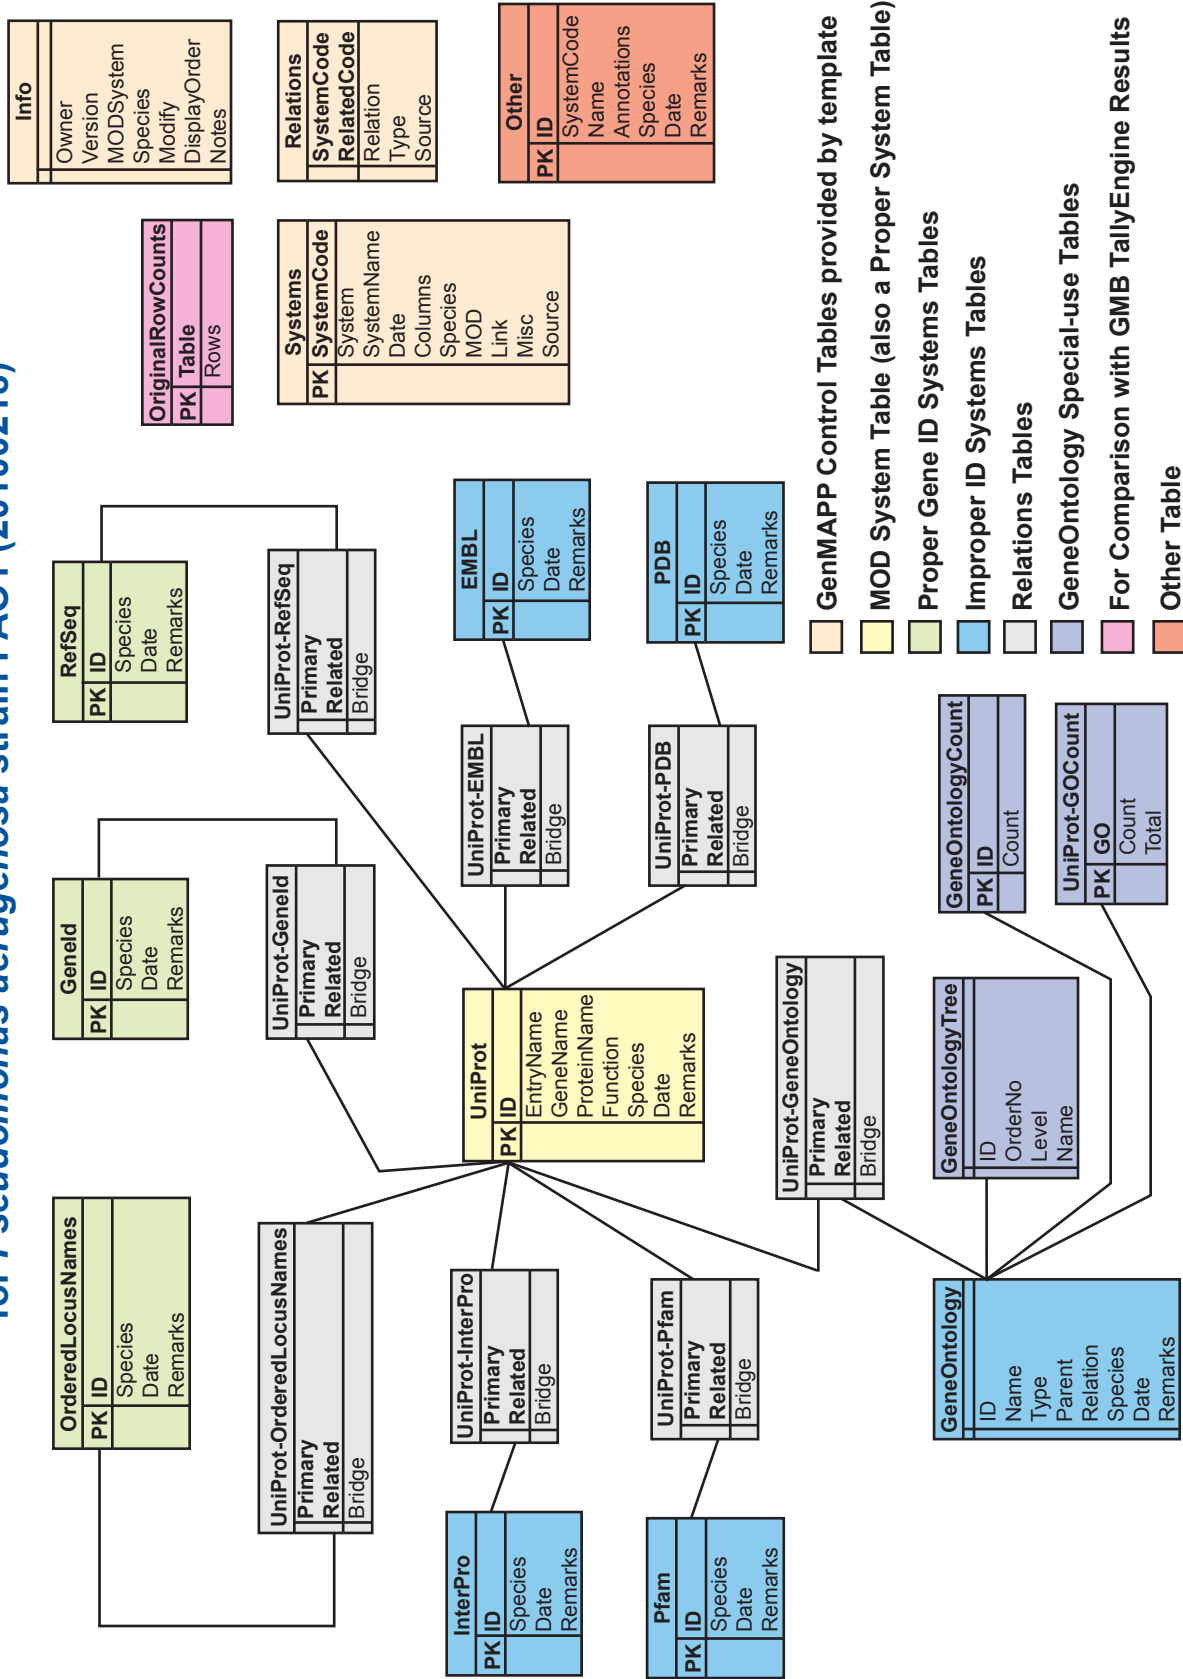 for Pseudomonas aeruginosa strain PAO1
OrderedLocusNames
PK ID
Species
Date
Remarks
GeneId
PK ID
Species
Date
Remarks
RefSeq
PK ID
Species
Date
Remarks
Info
Owner
Version
MODSystem
Species
Modify
DisplayOrder
Notes
OriginalRowCounts
PK Table
Rows
UniProt-OrderedLocusNames
Primary
Related
Bridge
UniProt-GeneId
Primary
Related
Bridge
UniProt-RefSeq
Primary
Related
Bridge
Systems
PK SystemCode
System
SystemName
Date
Columns
Species
MOD
Link
Misc
Source
Relations
SystemCode
RelatedCode
Relation
Type
Source
InterPro
PK ID
Species
Date
Remarks
UniProt-InterPro
Primary
Related
Bridge
UniProt
PK ID
EntryName
GeneName
ProteinName
Function
Species
Date
Remarks
UniProt-EMBL
Primary
Related
Bridge
EMBL
PK ID
Species
Date
Remarks
Other
PK ID
SystemCode
Name
Annotations
Species
Date
Remarks
Pfam
PK ID
Species
Date
Remarks
UniProt-Pfam
Primary
Related
Bridge
UniProt-PDB
Primary
Related
Bridge
PDB
PK ID
Species
Date
Remarks
UniProt-GeneOntology
Primary
Related
Bridge
GeneOntology
ID
Name
Type
Parent
Relation
Species
Date
Remarks
GeneOntologyTree
ID
OrderNo
Level
Name
GeneOntologyCount
PK ID
Count
UniProt-GOCount
PK GO
Count
Total
GenMAPP Control Tables provided by template
MOD System Table (also a Proper System Table)
Proper Gene ID Systems Tables
Improper ID Systems Tables
Relations Tables
GeneOntology Special-use Tables
For Comparison with GMB TallyEngine Results
Other Table